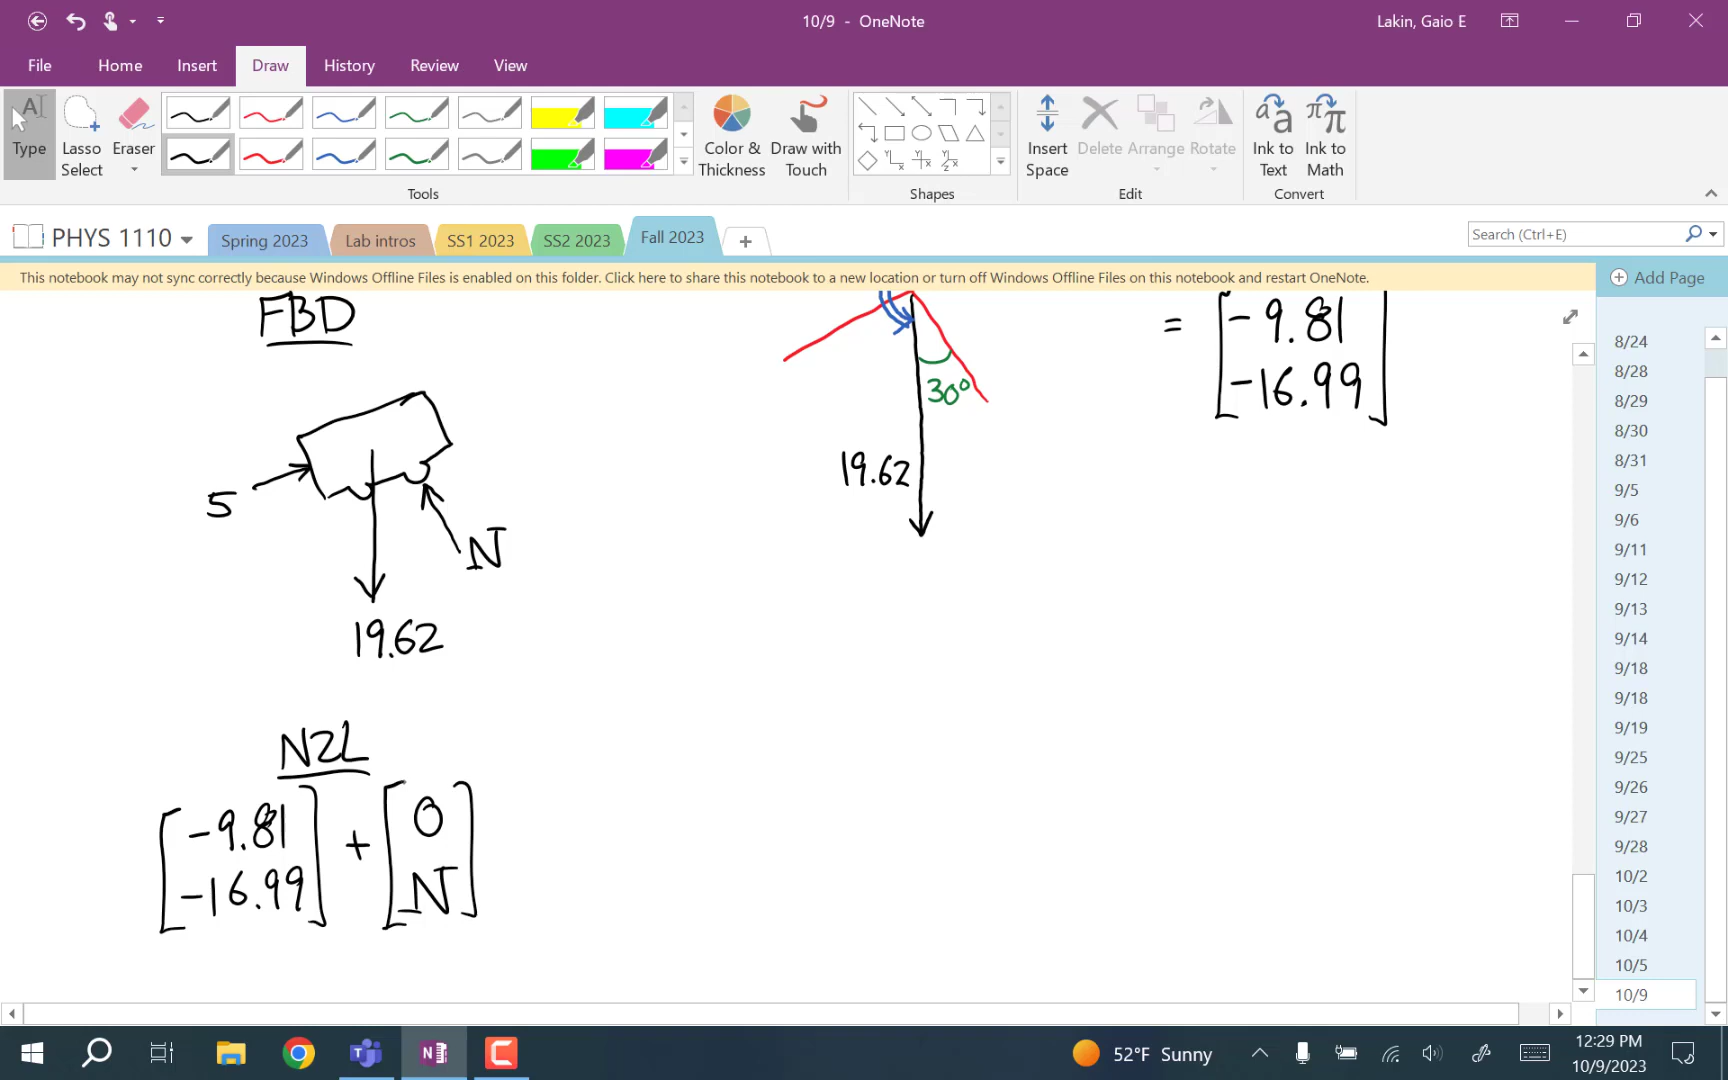 10/9 - OneNote
Lakin, Gaio E
File Home Insert Draw History Review View
Type
Lasso Select
Eraser
Color & Thickness
Draw with Touch
Insert Space
Delete
Arrange
Rotate
Ink to Text
Ink to Math
Tools
Shapes
Edit
Convert
PHYS 1110
Spring 2023
Lab intros
SS1 2023
SS2 2023
Fall 2023
Search (Ctrl+E)
This notebook may not sync correctly because Windows Offline Files is enabled on this folder. Click here to share this notebook to a new location or turn off Windows Offline Files on this notebook and restart OneNote.
Add Page
8/24
8/28
8/29
8/30
8/31
9/5
9/6
9/11
9/12
9/13
9/14
9/18
9/18
9/19
9/25
9/26
9/27
9/28
10/2
10/3
10/4
10/5
10/9
FBD
5
N
19.62
30°
19.62
= [-9.81
-16.99]
N2L
[-9.81
-16.99] + [0
N]
52°F Sunny
12:29 PM
10/9/2023